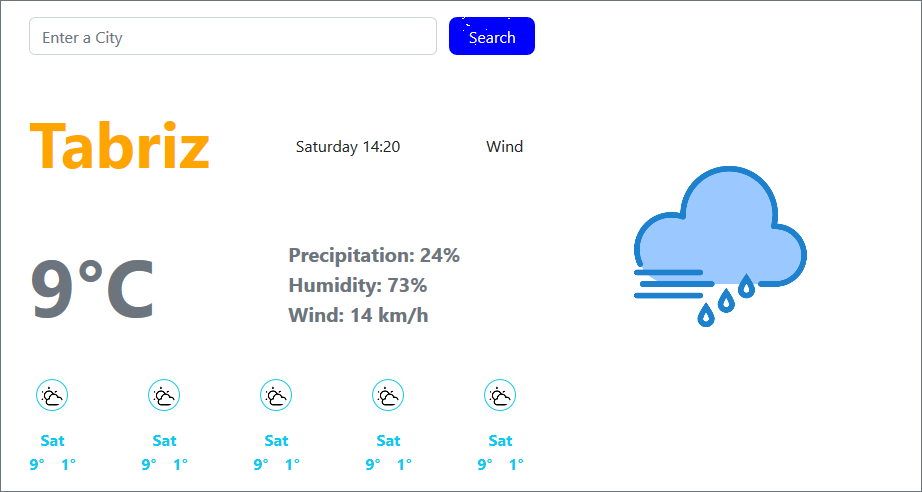 Enter a City Search
Tabriz Saturday 14:20 Wind
9°C
Precipitation: 24%
Humidity: 73%
Wind: 14 km/h
Sat Sat Sat Sat Sat
9° 1° 9° 1° 9° 1° 9° 1° 9° 1°